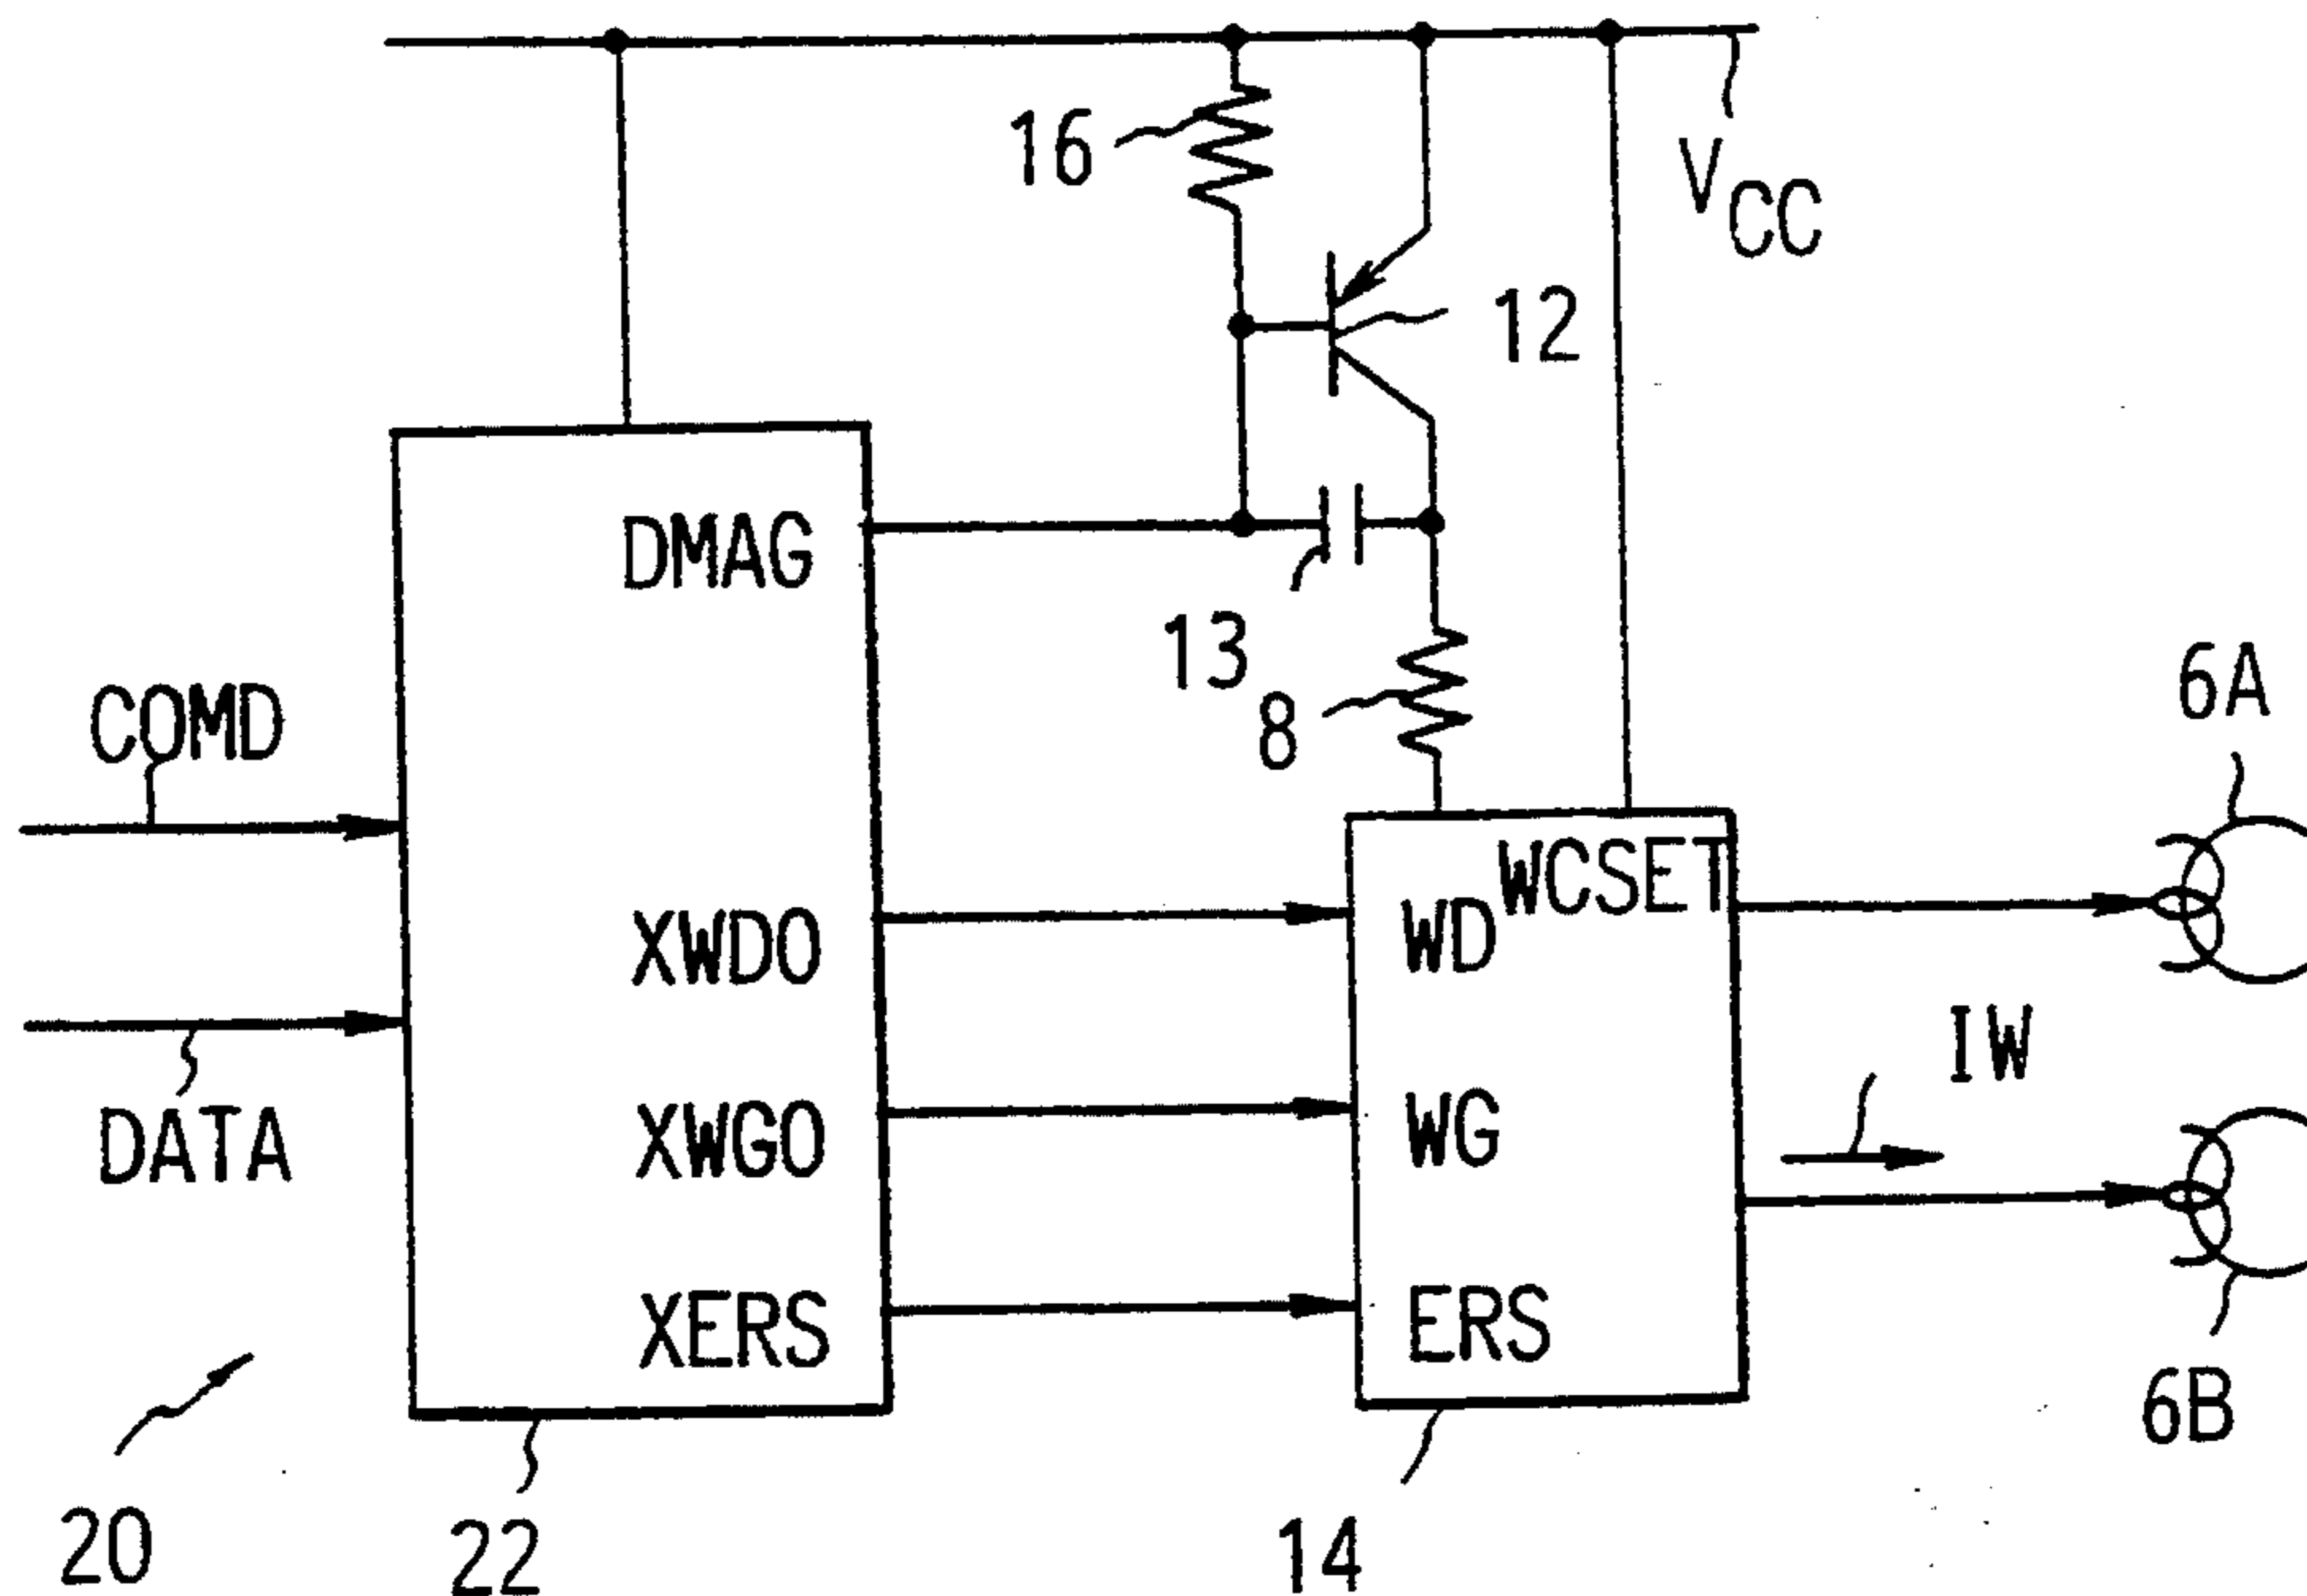 16
VCC
12
DMAG
13
8
6A
COMD
WCSET
XWDO
WD
IW
DATA
XWGO
WG
XERS
ERS
6B
20
22
14